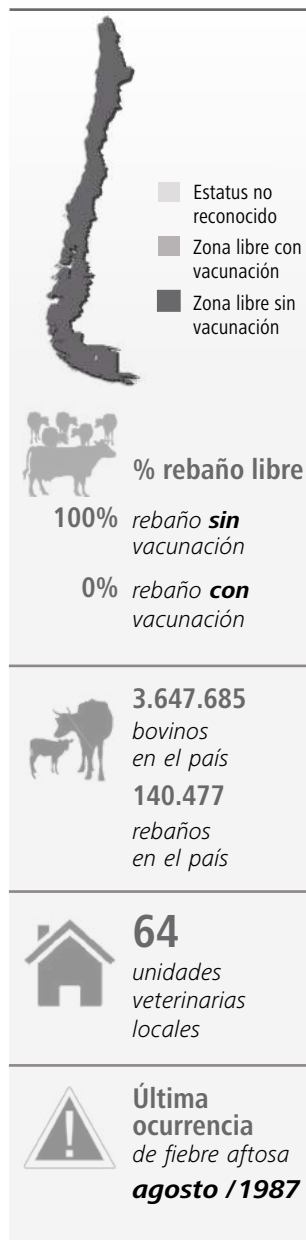 Estatus no
reconocido
Zona libre con
vacunación
Zona libre sin
vacunación
% rebaño libre
100% rebaño sin
vacunación
0% rebaño con
vacunación
3.647.685
bovinos
en el país
140.477
rebaños
en el país
64
unidades
veterinarias
locales
Última
ocurrencia
de fiebre aftosa
agosto / 1987